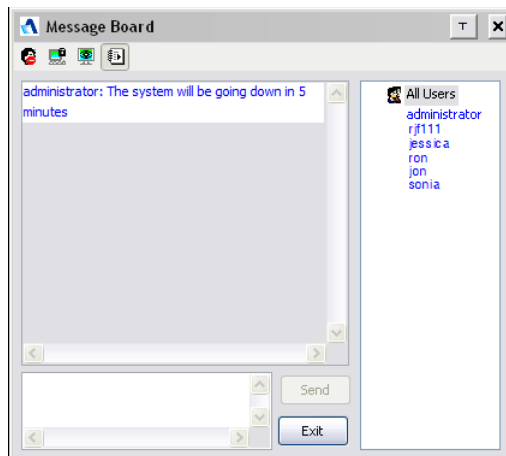 Message Board
T
administrator: The system will be going down in 5
minutes
All Users
administrator
rjf111
jessica
ron
jon
sonia
Send
Exit